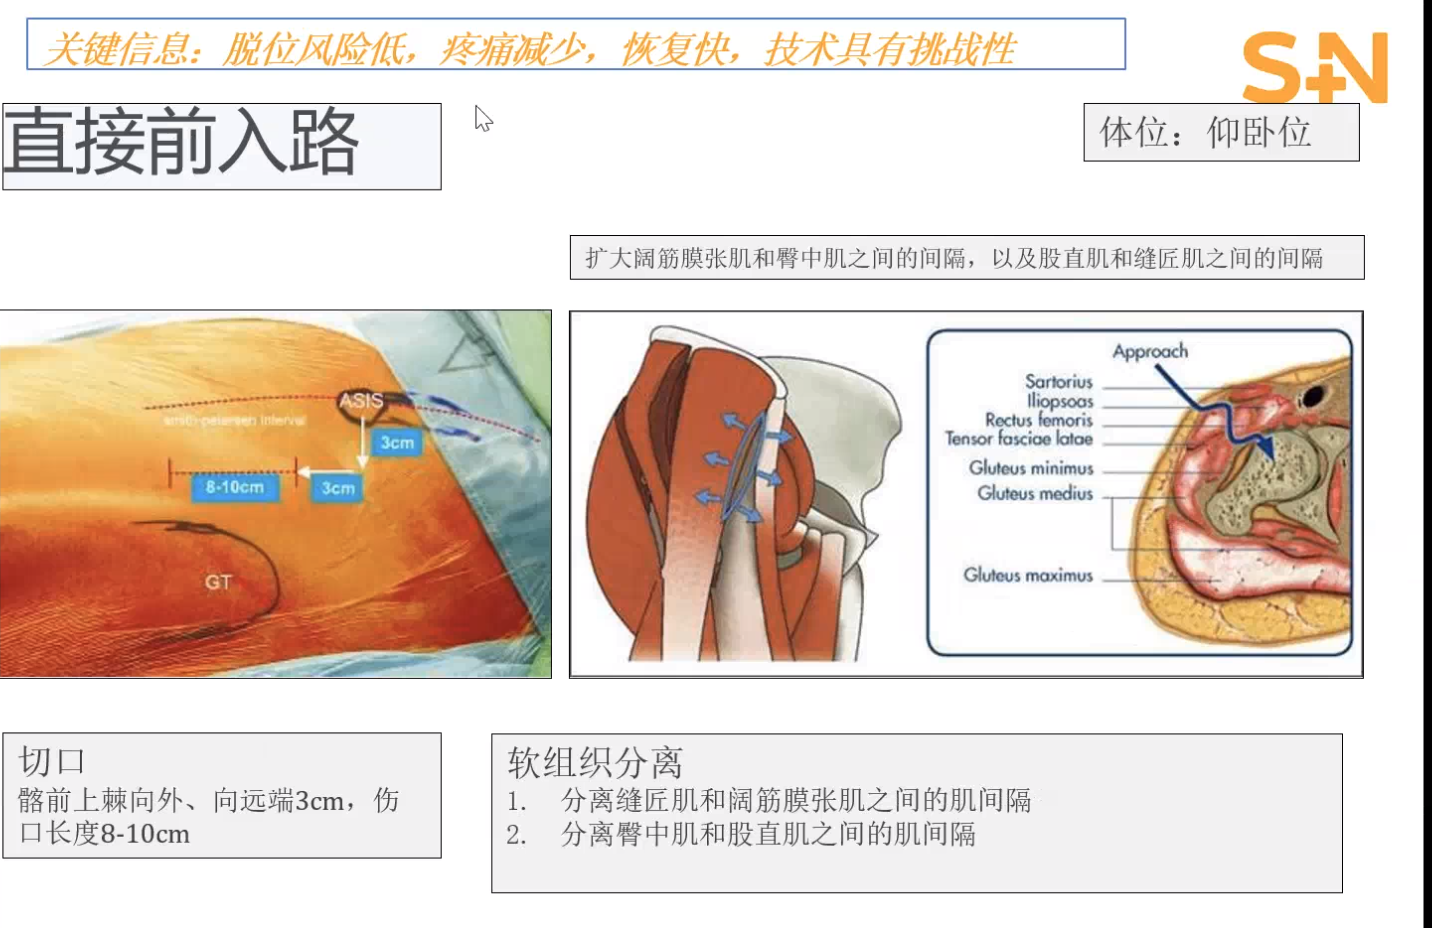 关键信息：脱位风险低，疼痛减少，恢复快，技术具有挑战性
S+N
直接前入路
体位：仰卧位
扩大阔筋膜张肌和臀中肌之间的间隔，以及股直肌和缝匠肌之间的间隔
ASIS
smith-petersen interval
3cm
8-10cm
3cm
GT
Approach
Sartorius
Iliopsoas
Rectus femoris
Tensor fasciae latae
Gluteus minimus
Gluteus medius
Gluteus maximus
切口
髂前上棘向外、向远端3cm，伤
口长度8-10cm
软组织分离
1. 分离缝匠肌和阔筋膜张肌之间的肌间隔
2. 分离臀中肌和股直肌之间的肌间隔